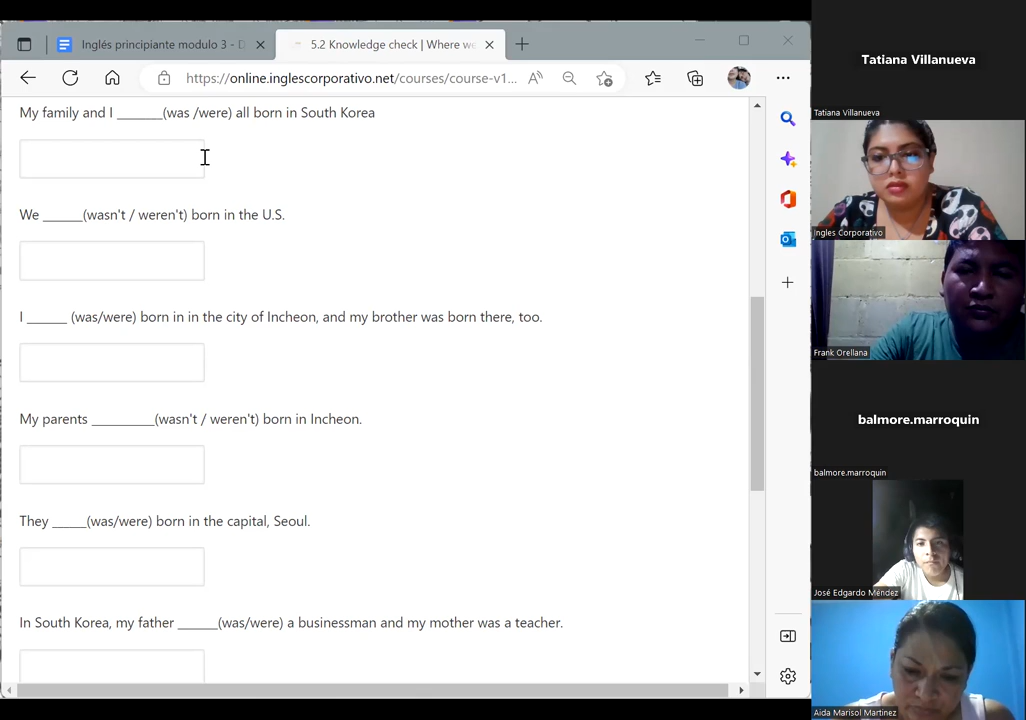 Inglés principiante modulo 3 - D
5.2 Knowledge check | Where we
https://online.inglescorporativo.net/courses/course-v1...
My family and I _______(was /were) all born in South Korea
We ______(wasn't / weren't) born in the U.S.
I ______ (was/were) born in in the city of Incheon, and my brother was born there, too.
My parents _________(wasn't / weren't) born in Incheon.
They _____(was/were) born in the capital, Seoul.
In South Korea, my father ______(was/were) a businessman and my mother was a teacher.
Tatiana Villanueva
Tatiana Villanueva
Ingles Corporativo
Frank Orellana
balmore.marroquin
balmore.marroquin
José Edgardo Méndez
Aida Marisol Martinez